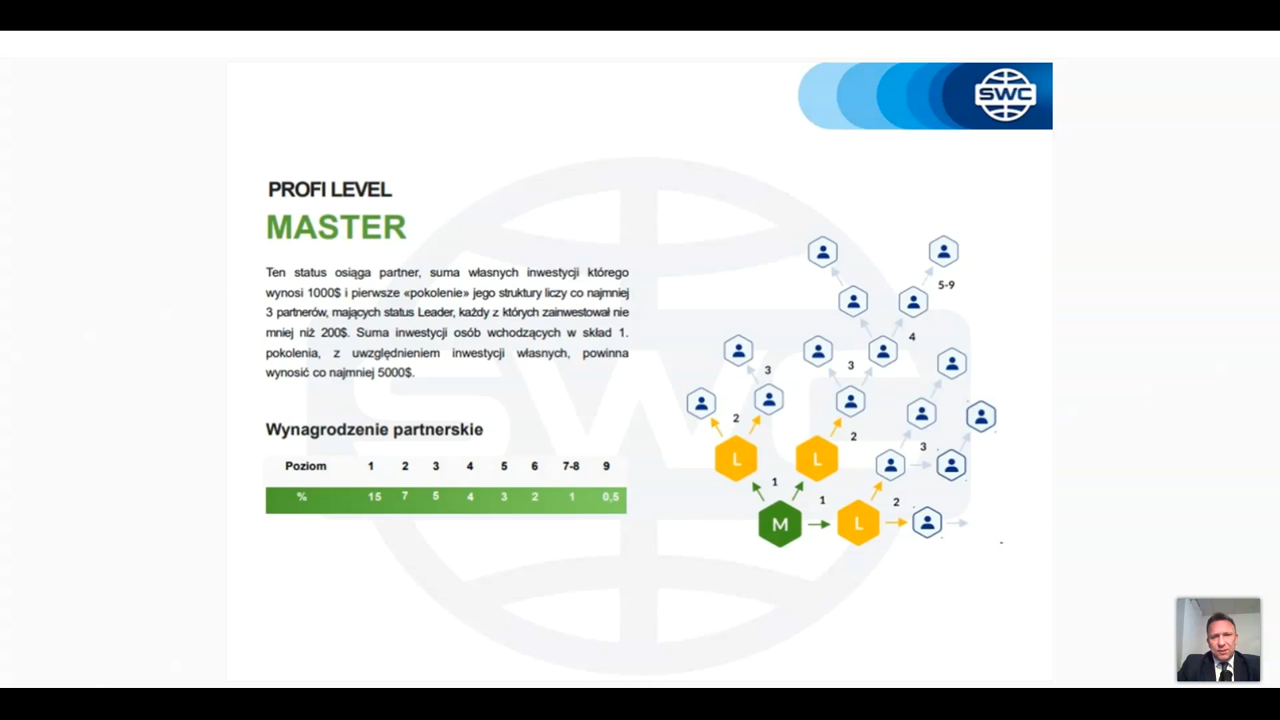 SWC
PROFI LEVEL
MASTER
Ten status osiąga partner, suma własnych inwestycji którego
wynosi 1000$ i pierwsze «pokolenie» jego struktury liczy co najmniej
3 partnerów, mających status Leader, każdy z których zainwestował nie
mniej niż 200$. Suma inwestycji osób wchodzących w skład 1.
pokolenia, z uwzględnieniem inwestycji własnych, powinna
wynosić co najmniej 5000$.
Wynagrodzenie partnerskie
Poziom 1 2 3 4 5 6 7-8 9
% 15 7 5 4 3 2 1 0,5
5-9
4
3
3
2
2
3
L
L
1
1
2
M
L
SWC